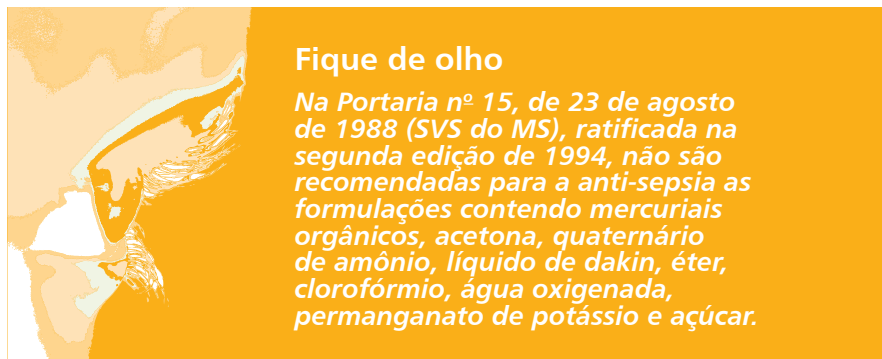 Fique de olho
Na Portaria nº 15, de 23 de agosto
de 1988 (SVS do MS), ratificada na
segunda edição de 1994, não são
recomendadas para a anti-sepsia as
formulações contendo mercuriais
orgânicos, acetona, quaternário
de amônio, líquido de dakin, éter,
clorofórmio, água oxigenada,
permanganato de potássio e açúcar.